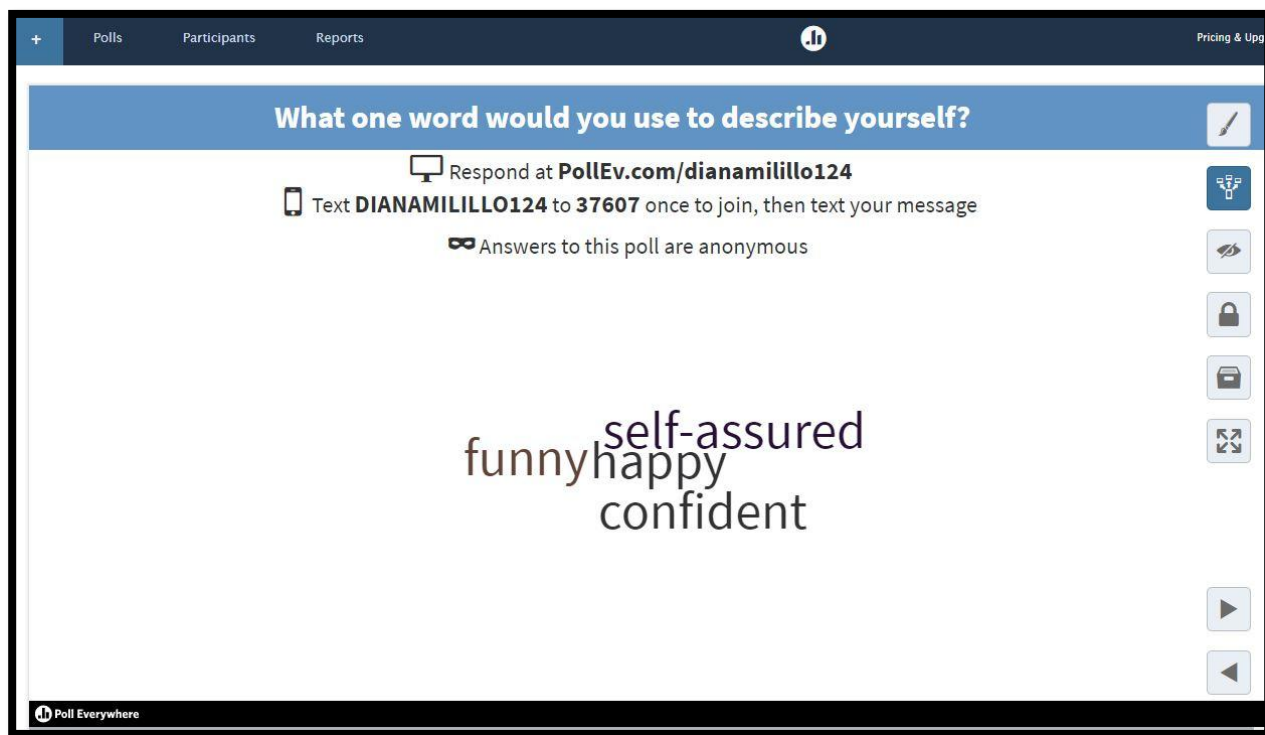 + Polls Participants Reports Pricing & Upg
What one word would you use to describe yourself?
Respond at PollEv.com/dianamilillo124
Text DIANAMILILLO124 to 37607 once to join, then text your message
Answers to this poll are anonymous
self-assured
funny happy
confident
Poll Everywhere